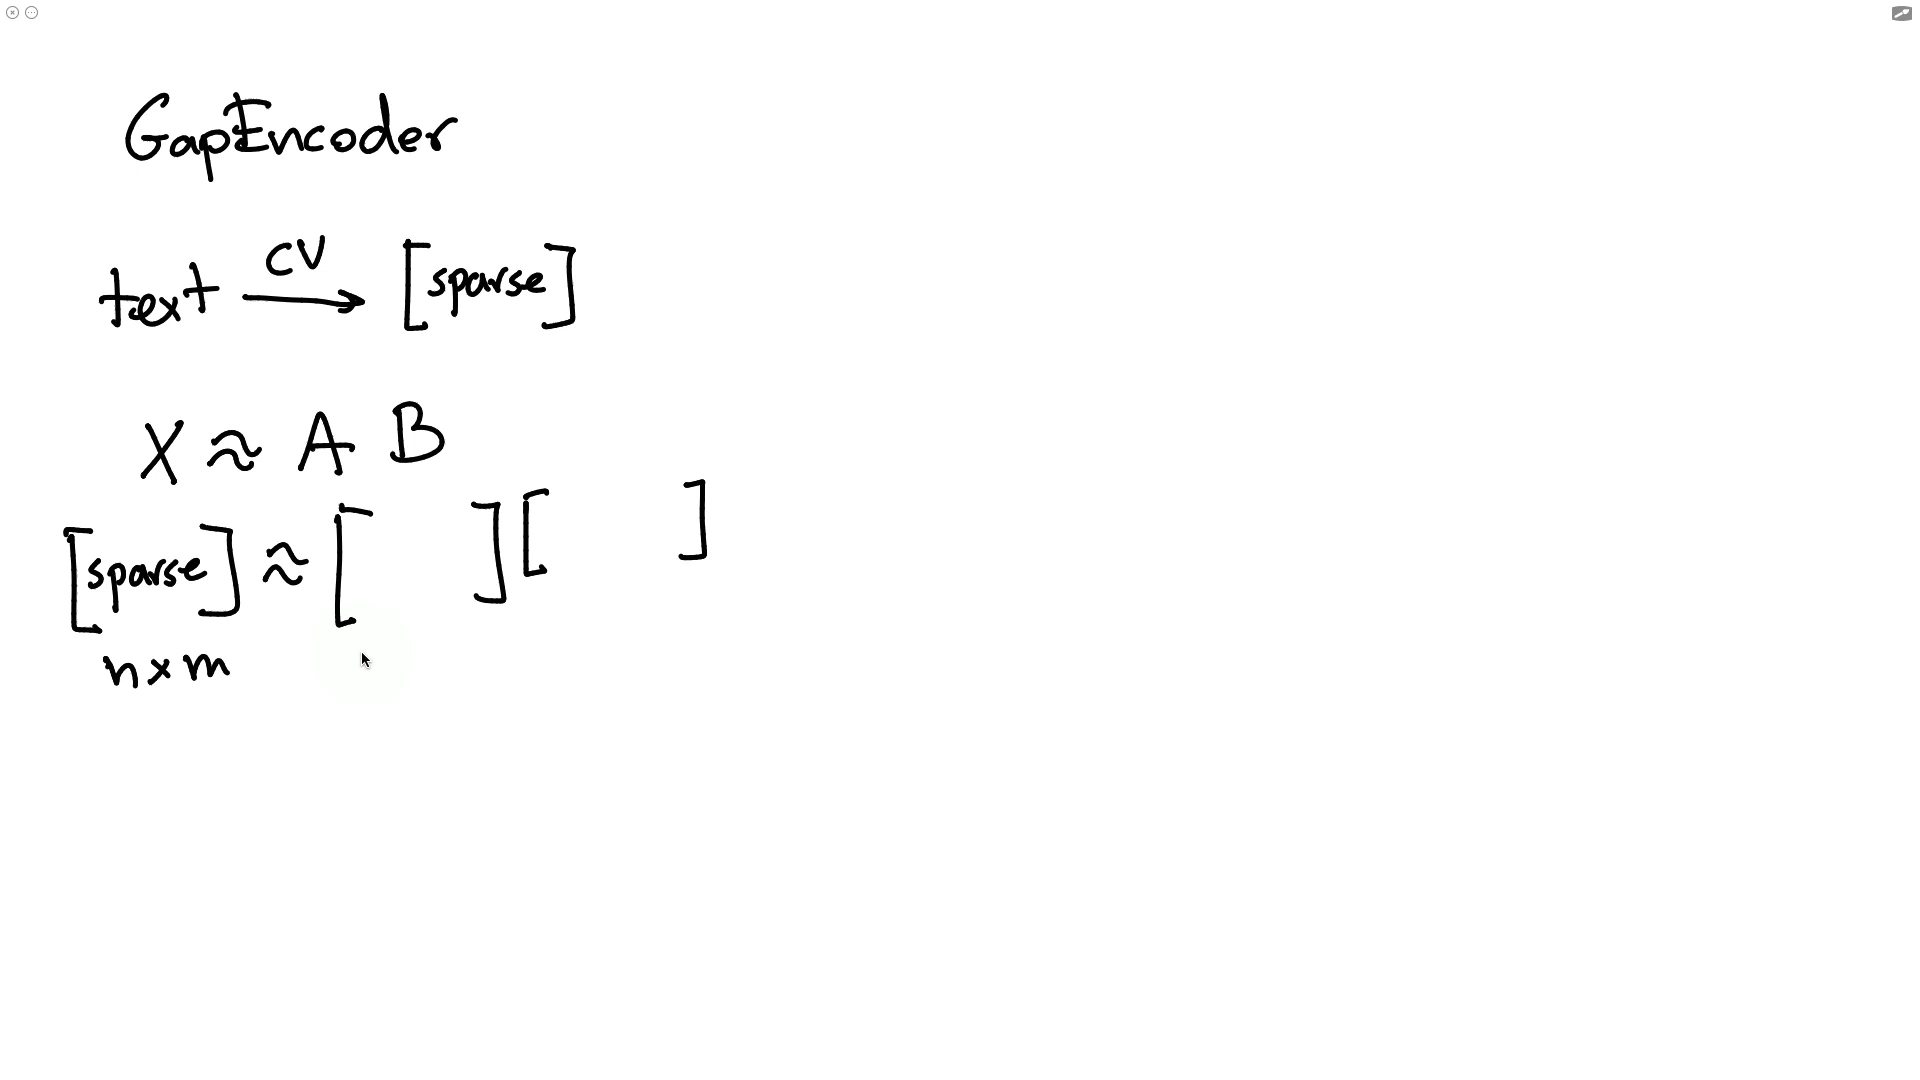 GapEncoder
text CV → [sparse]
X ≈ A B
[sparse] ≈ [ ] [ ]
n × m